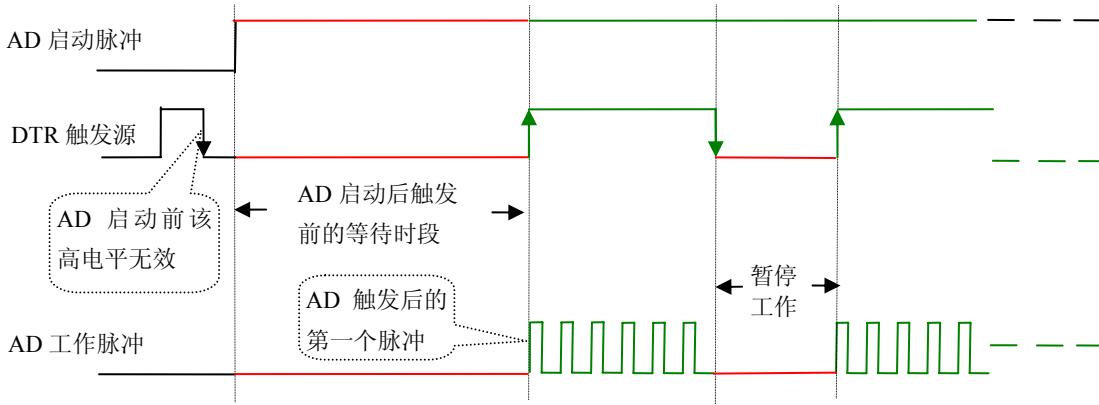 AD 启动脉冲
DTR 触发源
AD 启动前该
高电平无效
AD 启动后触发
前的等待时段
AD 触发后的
第一个脉冲
暂停
工作
AD 工作脉冲